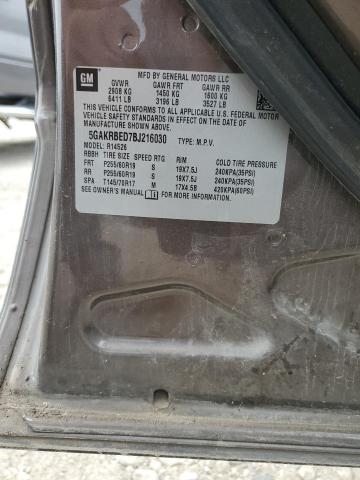 GM
MFD BY GENERAL MOTORS LLC
GVWR GAWR FRT GAWR RR
2908 KG 1450 KG 1600 KG
6411 LB 3196 LB 3527 LB
THIS VEHICLE CONFORMS TO ALL APPLICABLE U.S. FEDERAL MOTOR
VEHICLE SAFETY, BUMPER, AND THEFT PREVENTION STANDARDS IN
EFFECT ON THE DATE OF MANUFACTURE SHOWN ABOVE.
5GAKRBED7BJ216030 TYPE: M.P.V.
MODEL: R14526
RBBH TIRE SIZE SPEED RTG RIM COLD TIRE PRESSURE
FRT P255/60R19 S 19X7.5J 240KPA(35PSI)
RR P255/60R19 S 19X7.5J 240KPA(35PSI)
SPA T145/70R17 M 17X4.5B 420KPA(60PSI)
SEE OWNER'S MANUAL